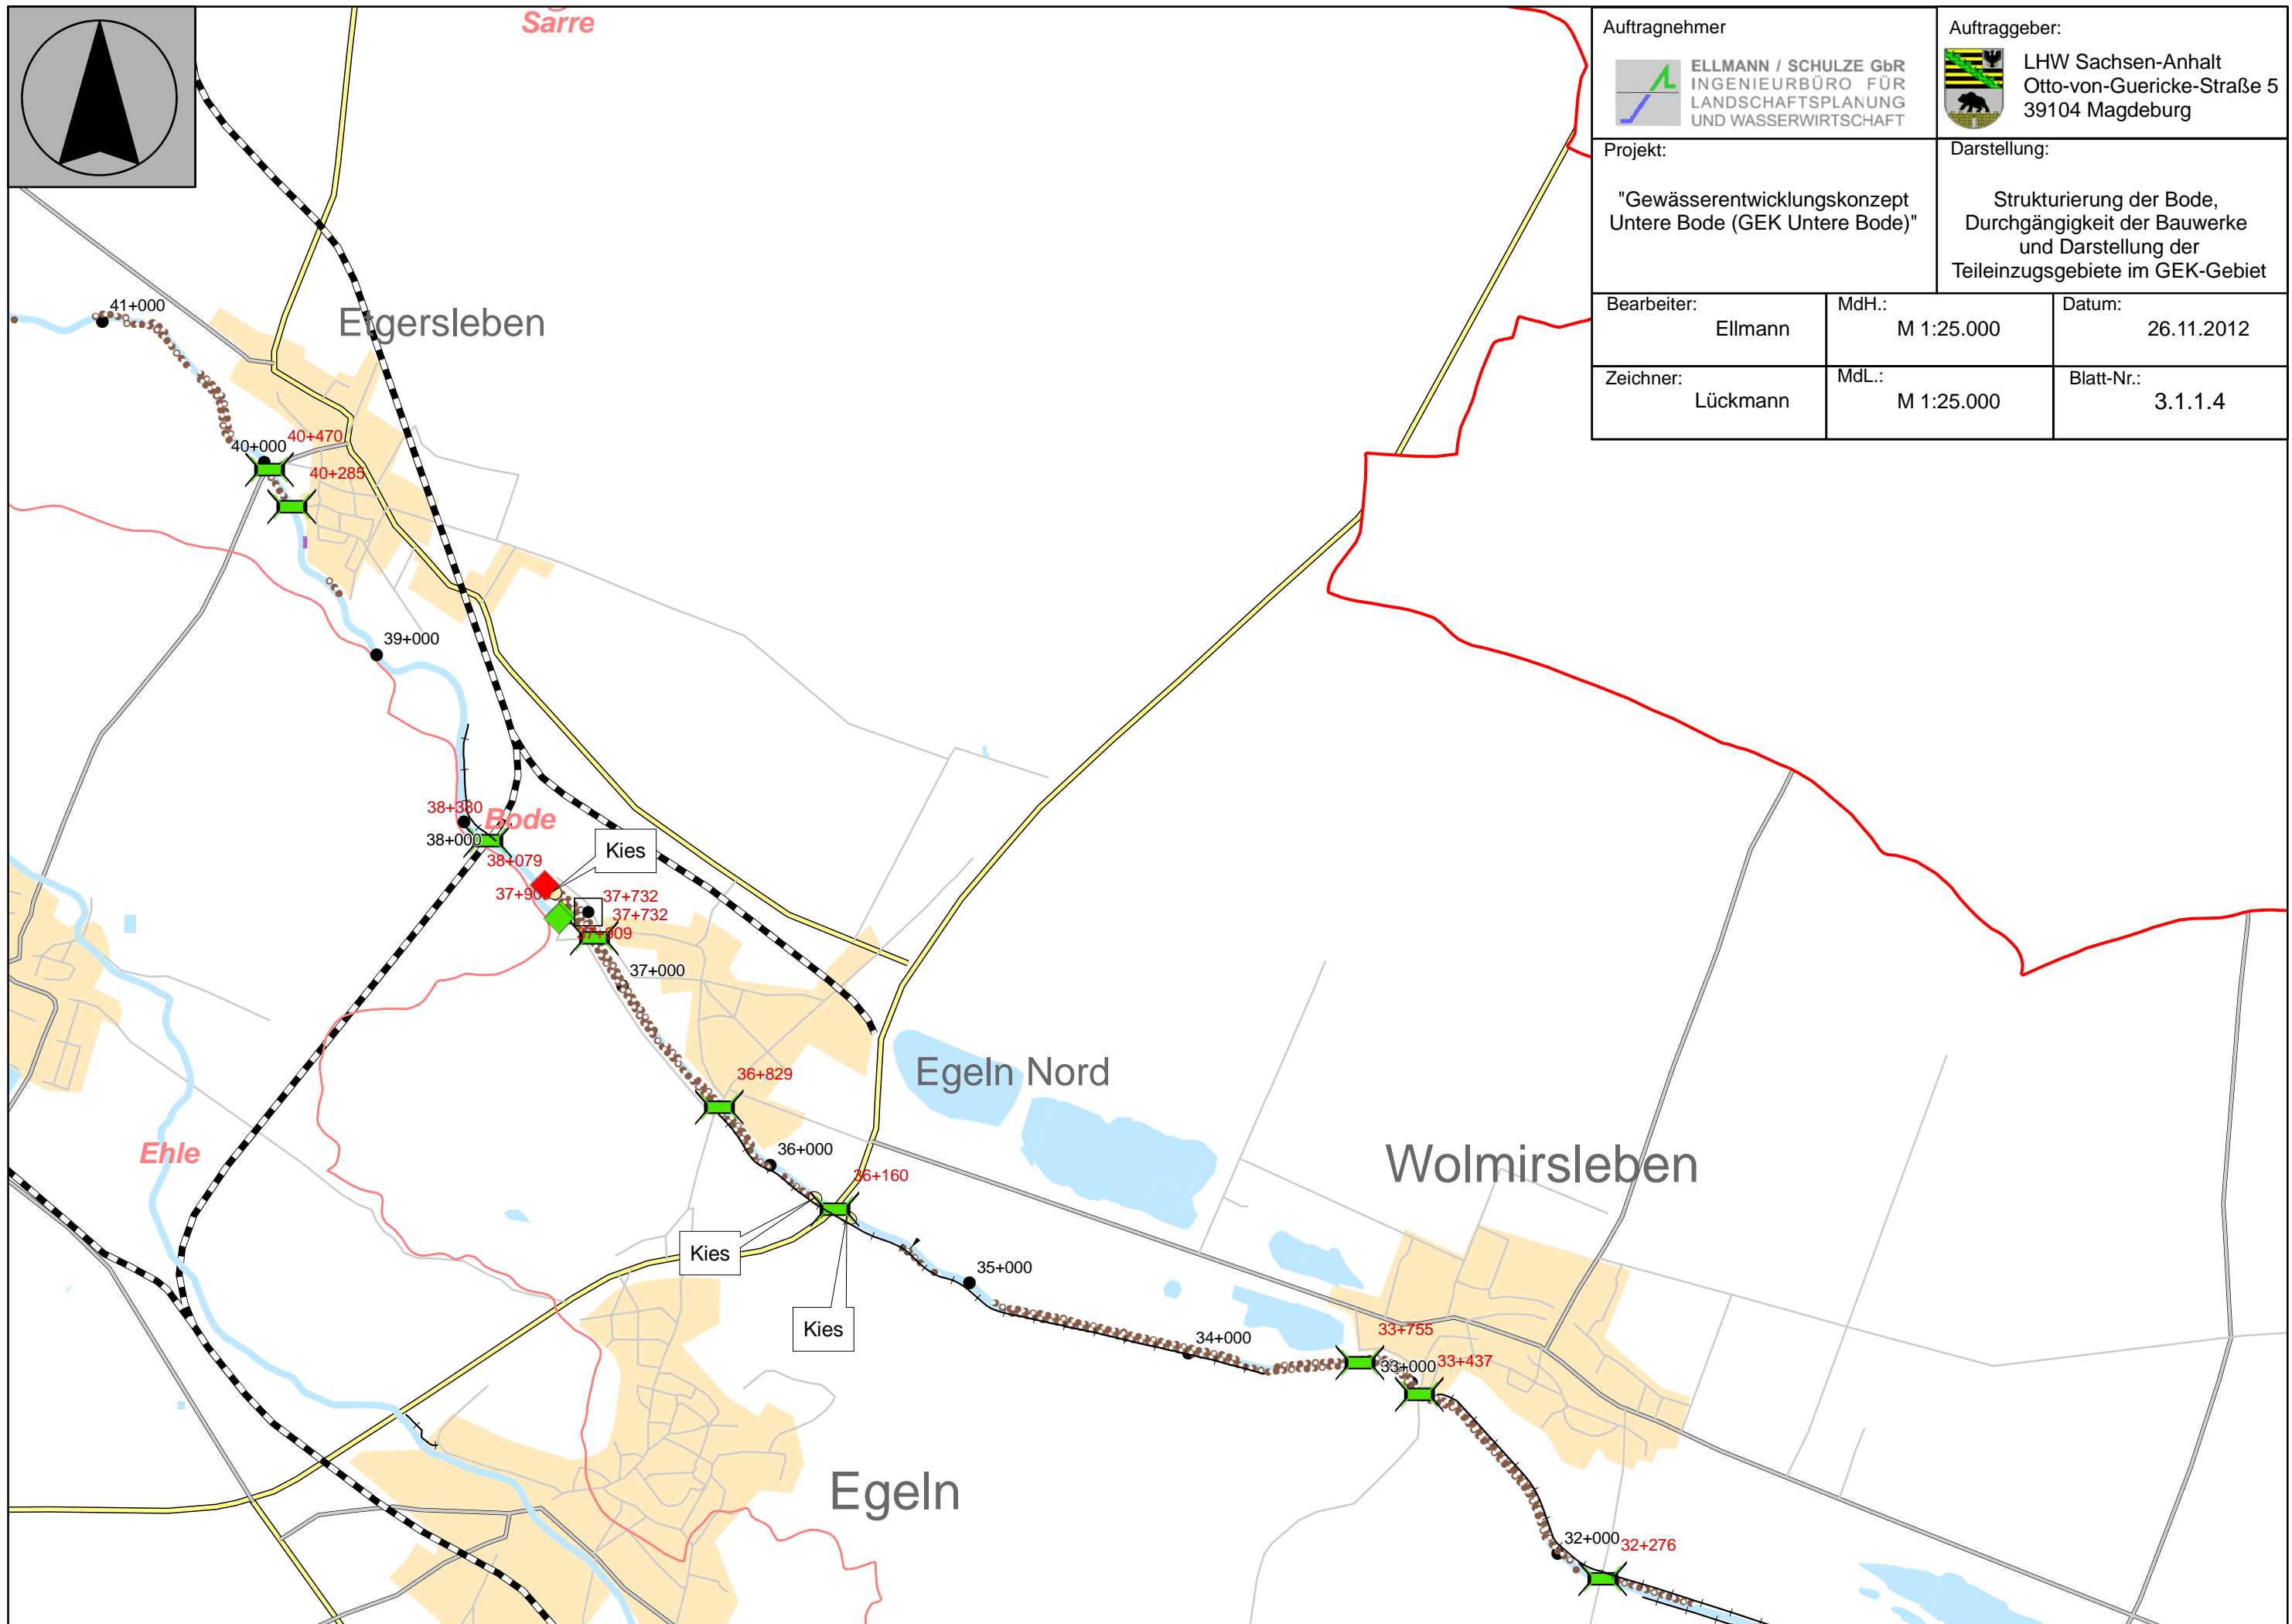 Sarre
Auftragnehmer
ELLMANN / SCHULZE GbR
INGENIEURBÜRO FÜR
LANDSCHAFTSPLANUNG
UND WASSERWIRTSCHAFT
Auftraggeber:
LHW Sachsen-Anhalt
Otto-von-Guericke-Straße 5
39104 Magdeburg
Projekt:
"Gewässerentwicklungskonzept
Untere Bode (GEK Untere Bode)"
Darstellung:
Strukturierung der Bode,
Durchgängigkeit der Bauwerke
und Darstellung der
Teileinzugsgebiete im GEK-Gebiet
Bearbeiter:
Ellmann
MdH.:
M 1:25.000
Datum:
26.11.2012
Zeichner:
Lückmann
MdL.:
M 1:25.000
Blatt-Nr.:
3.1.1.4
41+000
Etgersleben
40+000
40+470
40+285
39+000
38+380
Bode
38+000
Kies
38+079
37+732
37+732
37+909
37+000
Egeln Nord
36+829
Ehle
36+000
Wolmirsleben
36+160
Kies
35+000
Kies
33+755
34+000
33+000
33+437
Egeln
32+000
32+276